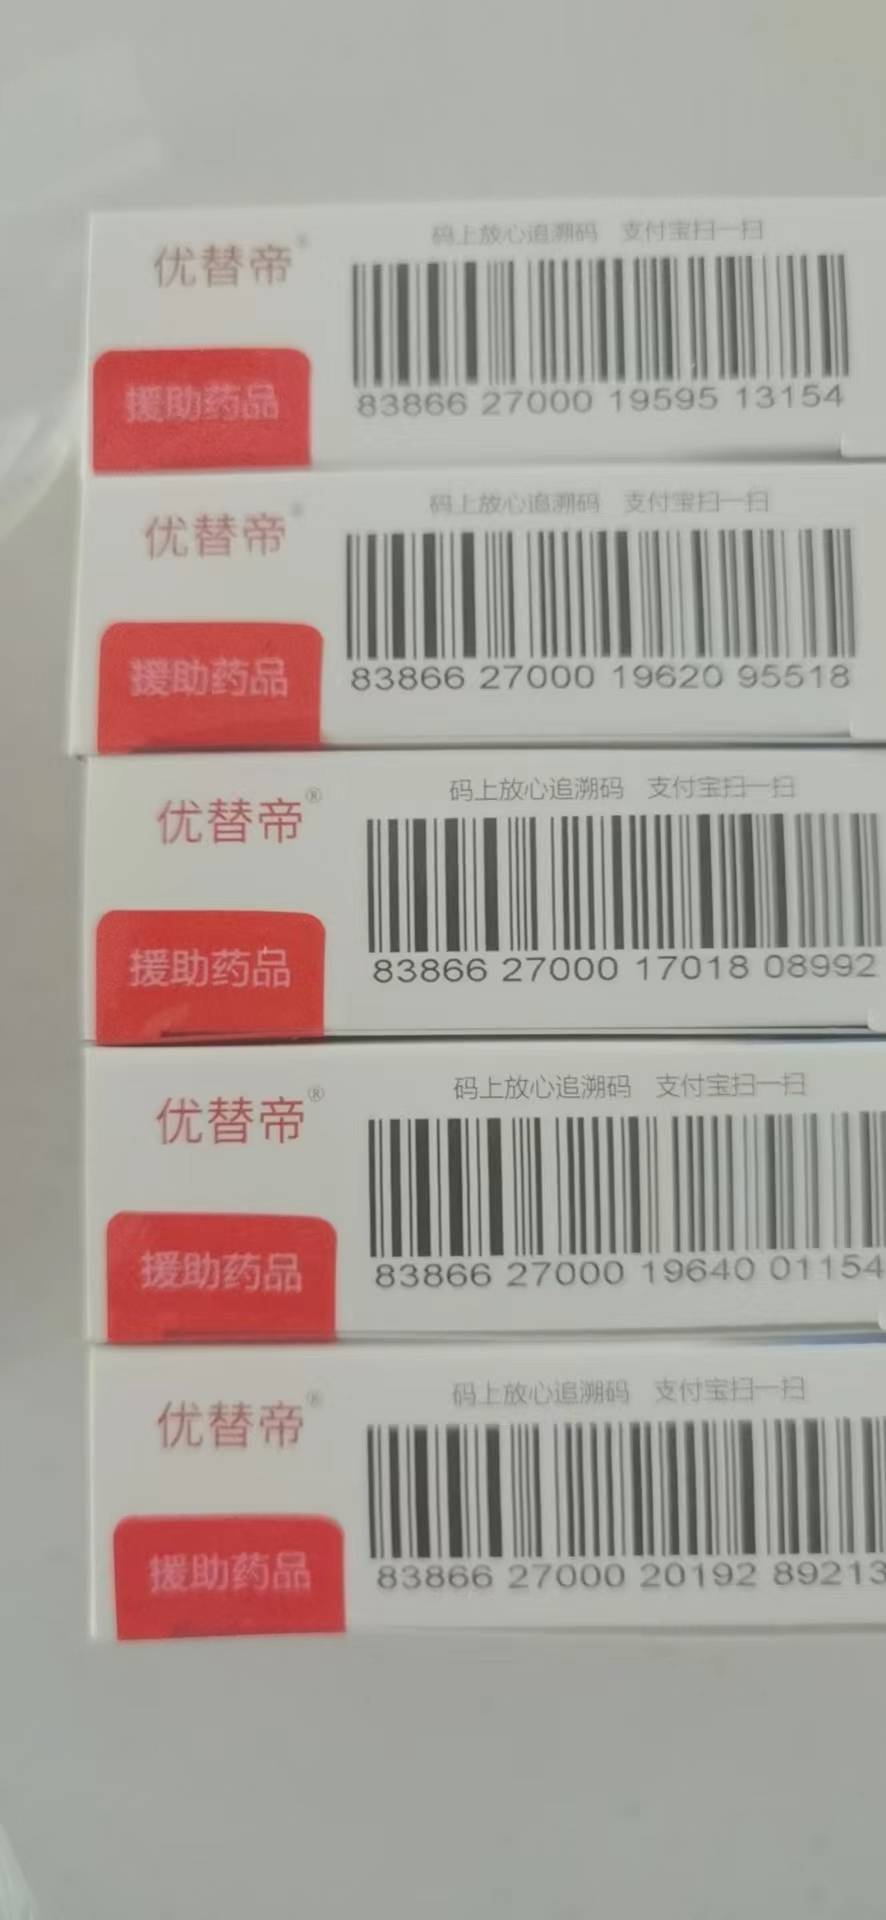 优替帝®
码上放心追溯码 支付宝扫一扫
援助药品
83866 27000 19595 13154
优替帝®
码上放心追溯码 支付宝扫一扫
援助药品
83866 27000 19620 95518
优替帝®
码上放心追溯码 支付宝扫一扫
援助药品
83866 27000 17018 08992
优替帝®
码上放心追溯码 支付宝扫一扫
援助药品
83866 27000 19640 01154
优替帝®
码上放心追溯码 支付宝扫一扫
援助药品
83866 27000 20192 89213